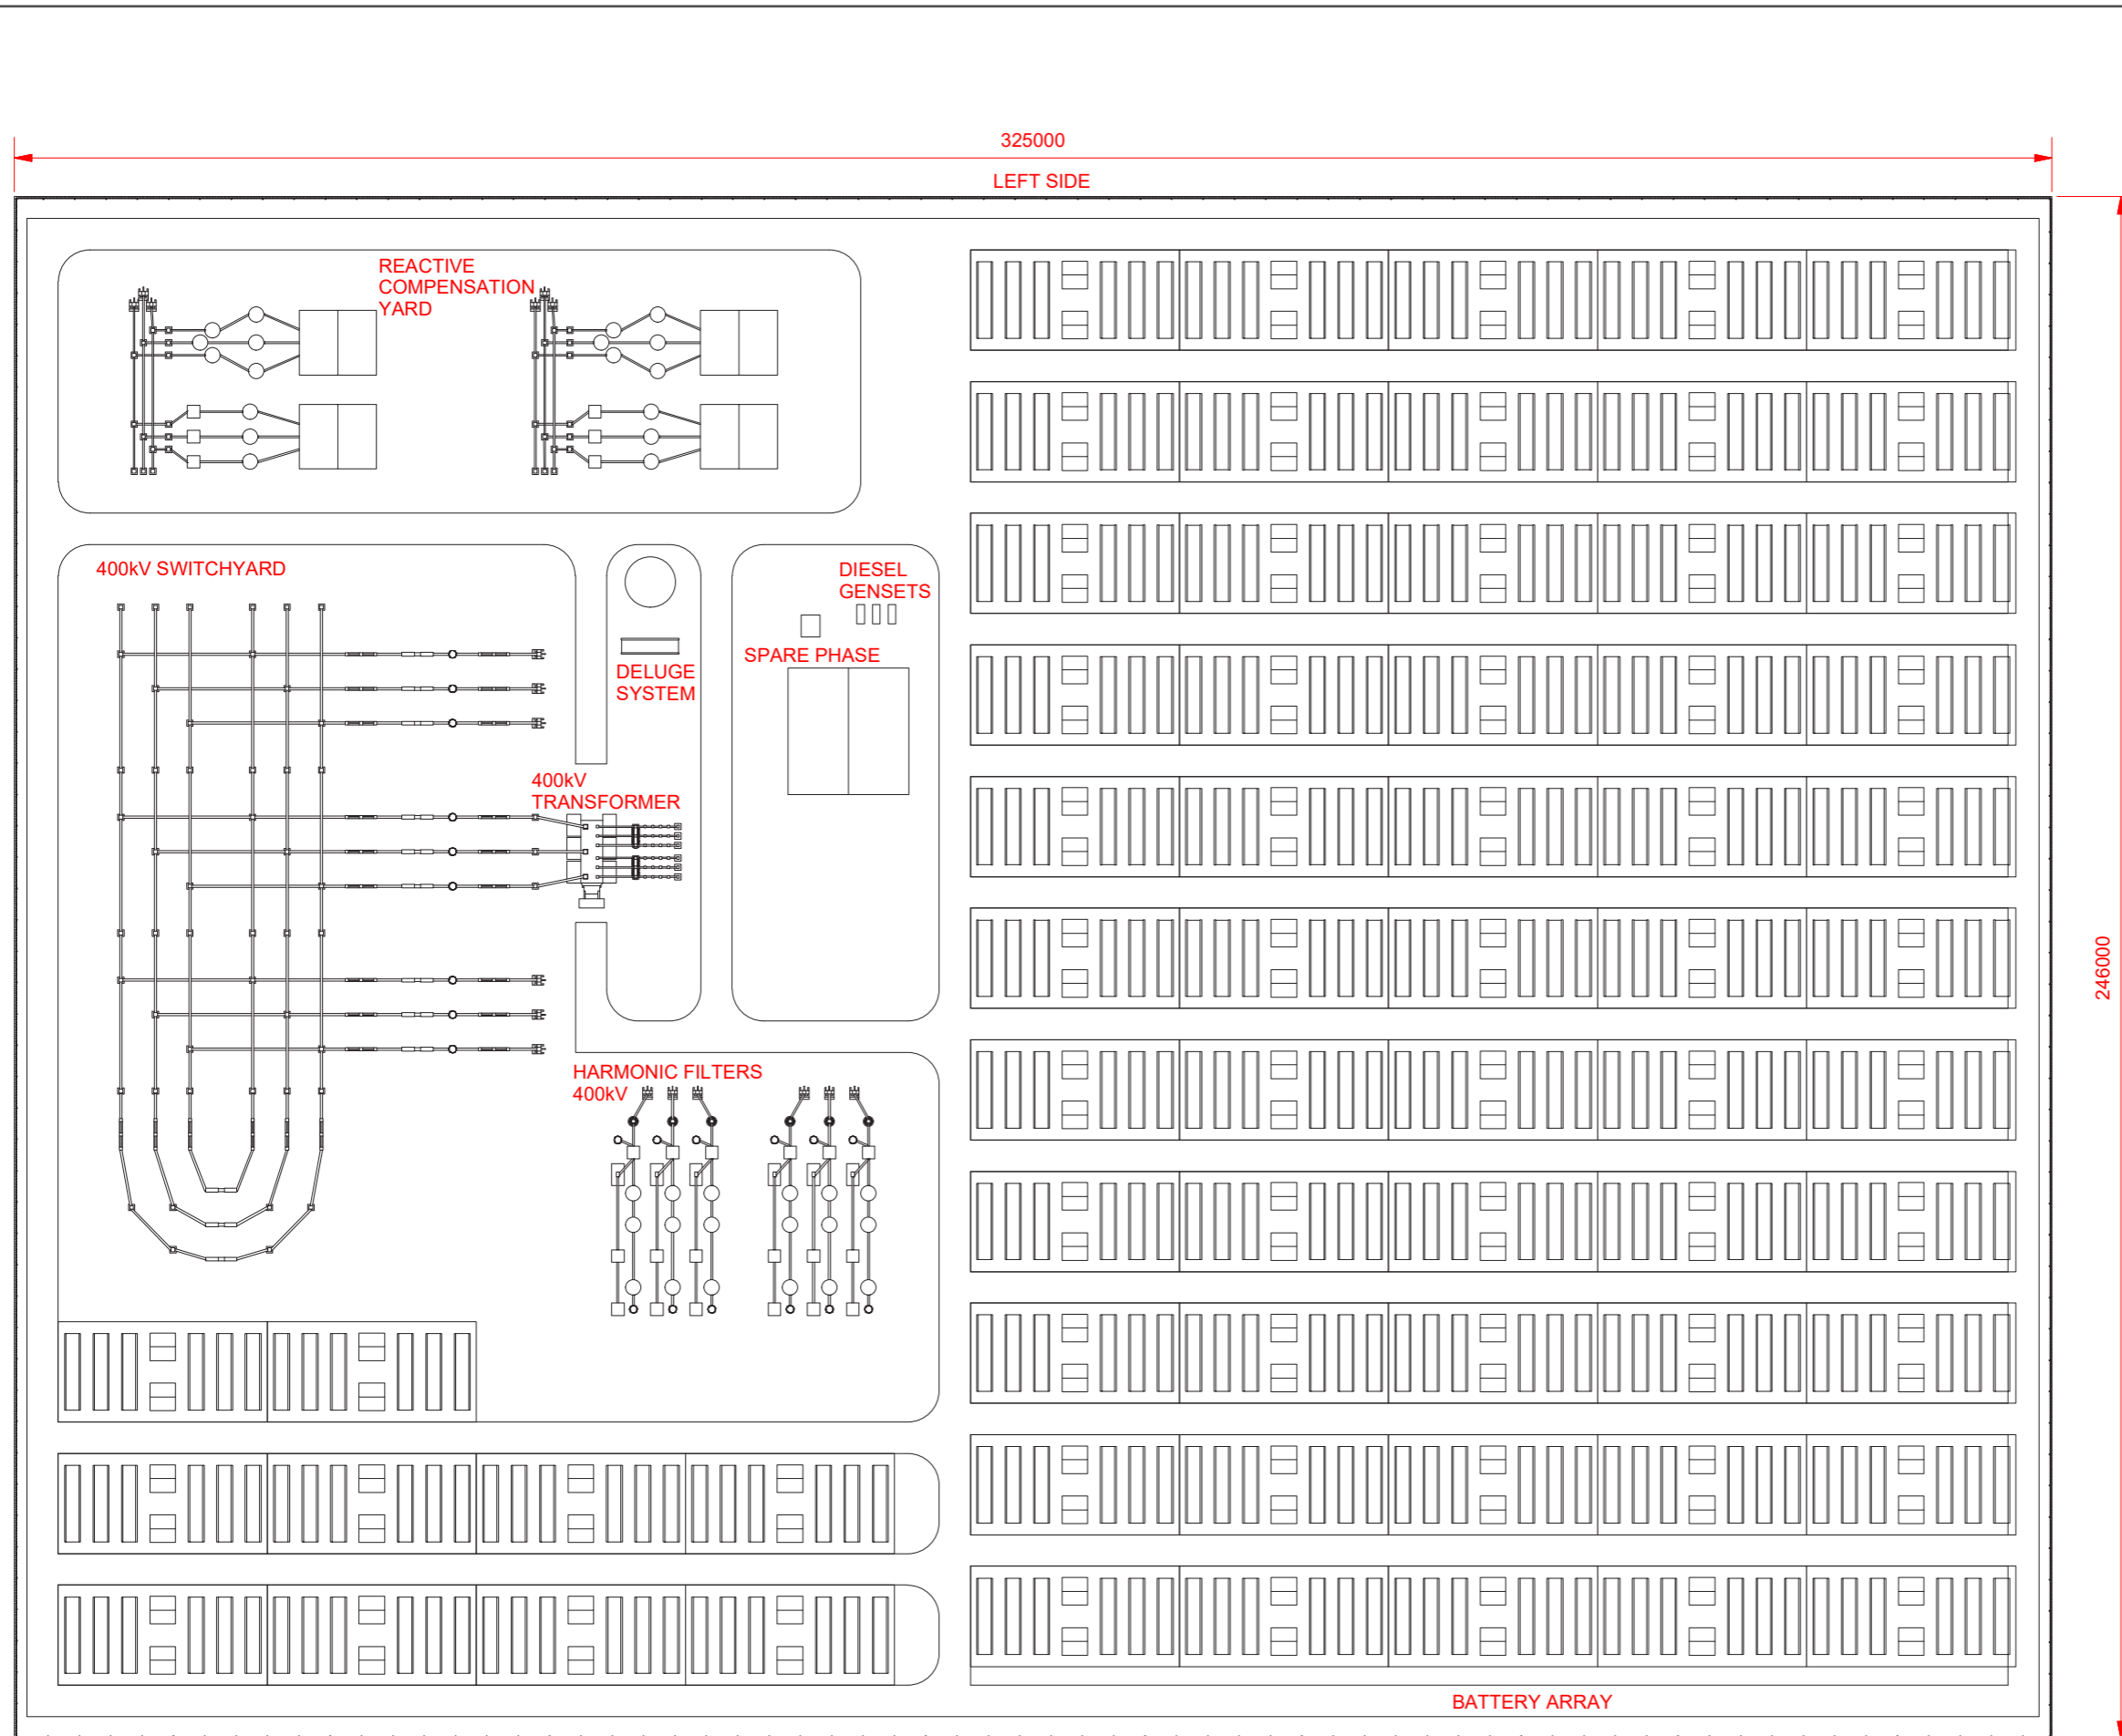 325000
LEFT SIDE
REACTIVE
COMPENSATION
YARD
400kV SWITCHYARD
DIESEL
GENSETS
SPARE PHASE
DELUGE
SYSTEM
400kV
TRANSFORMER
246000
HARMONIC FILTERS
400kV
BATTERY ARRAY